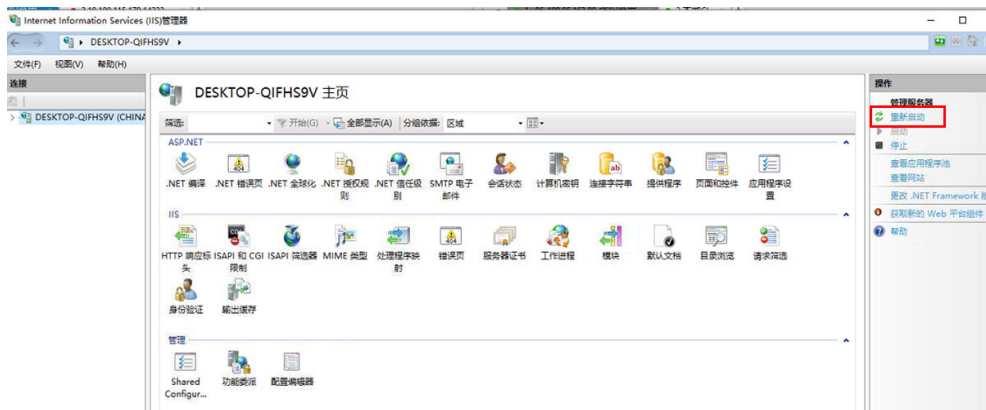 Internet Information Services (IIS)管理器
DESKTOP-QIFHS9V
文件(F) 视图(V) 帮助(H)
连接
DESKTOP-QIFHS9V (CHINA
DESKTOP-QIFHS9V 主页
筛选: 开始(G) 全部显示(A) 分组依据: 区域
ASP.NET
.NET 编译 .NET 错误页 .NET 全球化 .NET 授权规 .NET 信任级 SMTP 电子 会话状态 计算机密钥 连接字符串 提供程序 页面和控件 应用程序设
则 别 邮件 置
IIS
HTTP 响应标 ISAPI 和 CGI ISAPI 筛选器 MIME 类型 处理程序映 错误页 服务器证书 工作进程 模块 默认文档 目录浏览 请求筛选
头 限制 射
身份验证 输出缓存
管理
Shared 功能委派 配置编辑器
Configur...
操作
管理服务器
重新启动
启动
停止
查看应用程序池
查看网站
更改 .NET Framework 版
获取新的 Web 平台组件
帮助